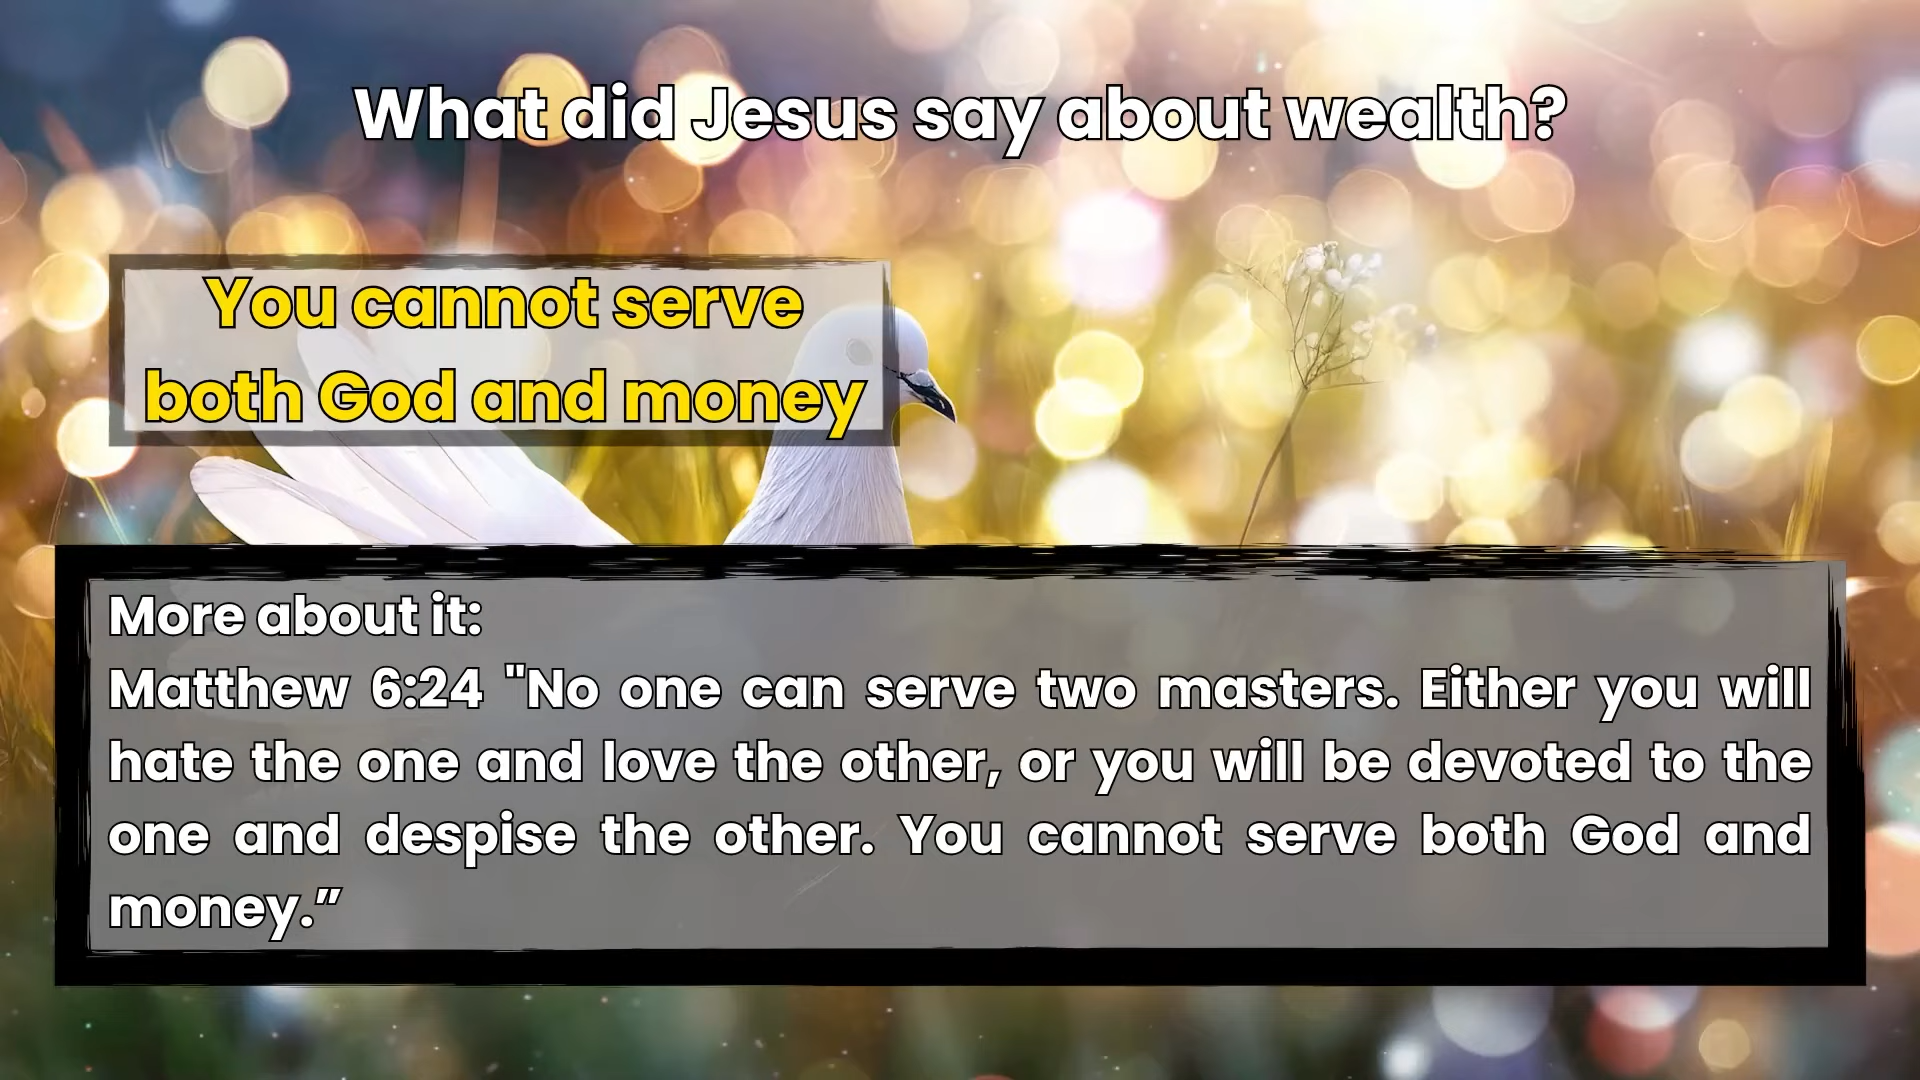 What did Jesus say about wealth?
You cannot serve
both God and money
More about it:
Matthew 6:24 "No one can serve two masters. Either you will
hate the one and love the other, or you will be devoted to the
one and despise the other. You cannot serve both God and
money.”